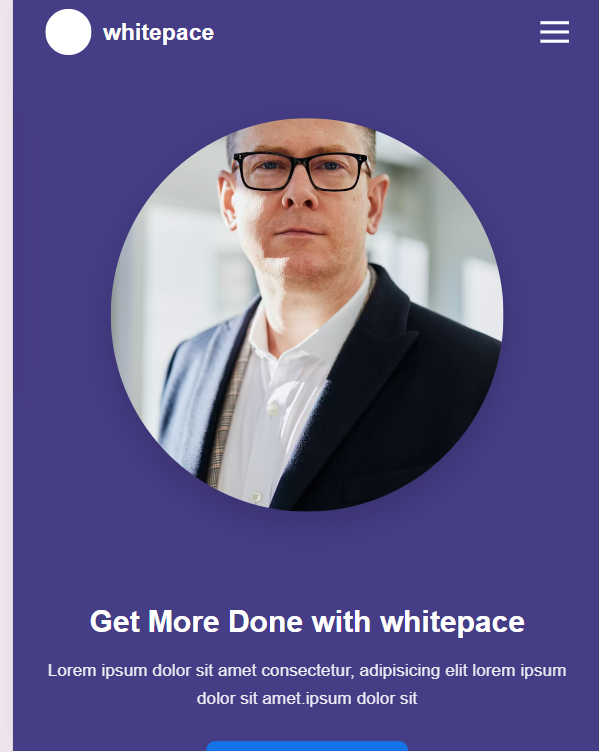 whitepace
Get More Done with whitepace
Lorem ipsum dolor sit amet consectetur, adipisicing elit lorem ipsum
dolor sit amet.ipsum dolor sit